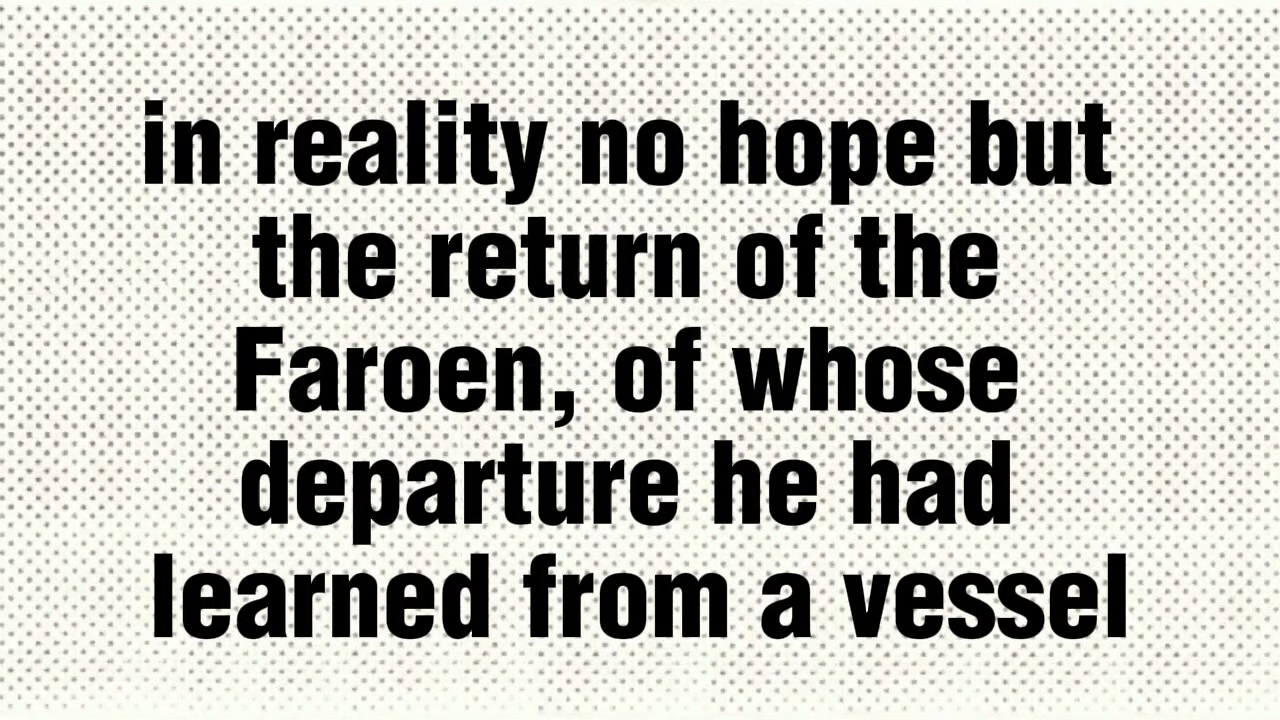 in reality no hope but
the return of the
Faroen, of whose
departure he had
learned from a vessel